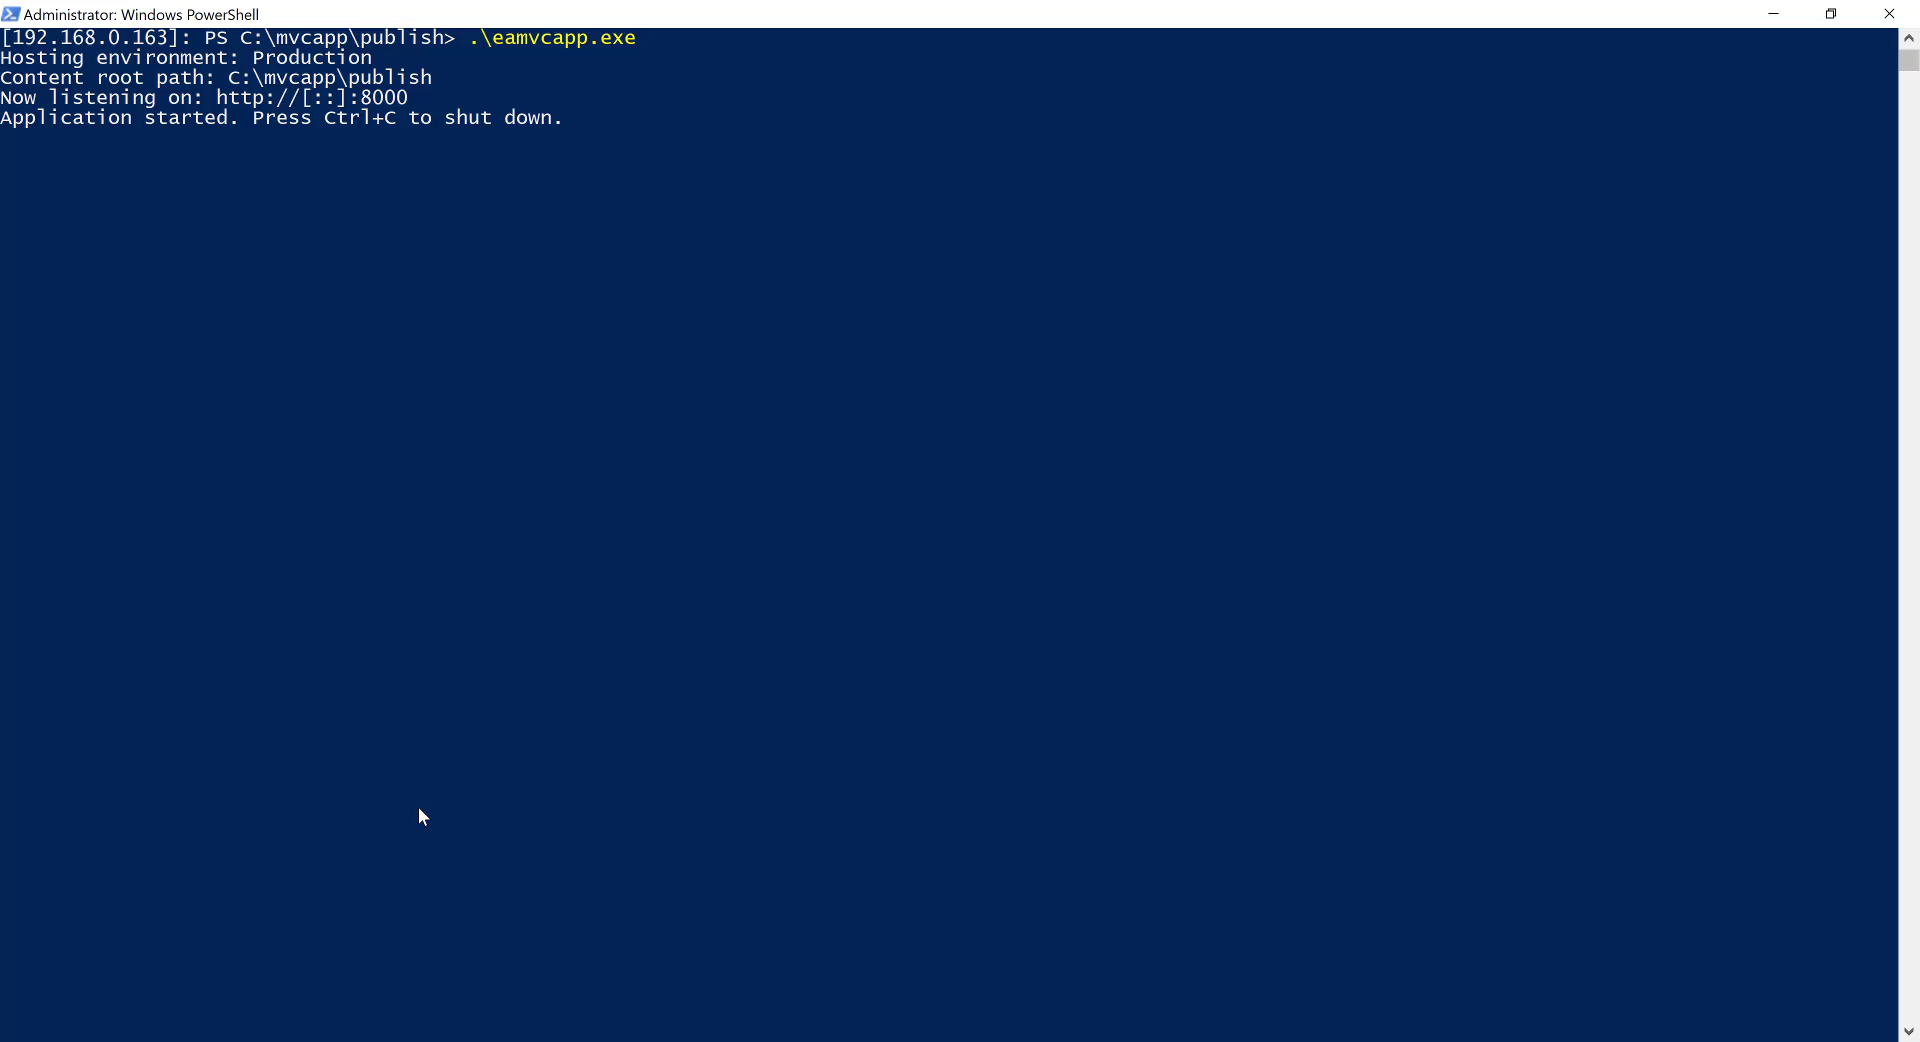 Administrator: Windows PowerShell
[192.168.0.163]: PS C:\mvcapp\publish> .\eamvcapp.exe
Hosting environment: Production
Content root path: C:\mvcapp\publish
Now listening on: http://[::]:8000
Application started. Press Ctrl+C to shut down.